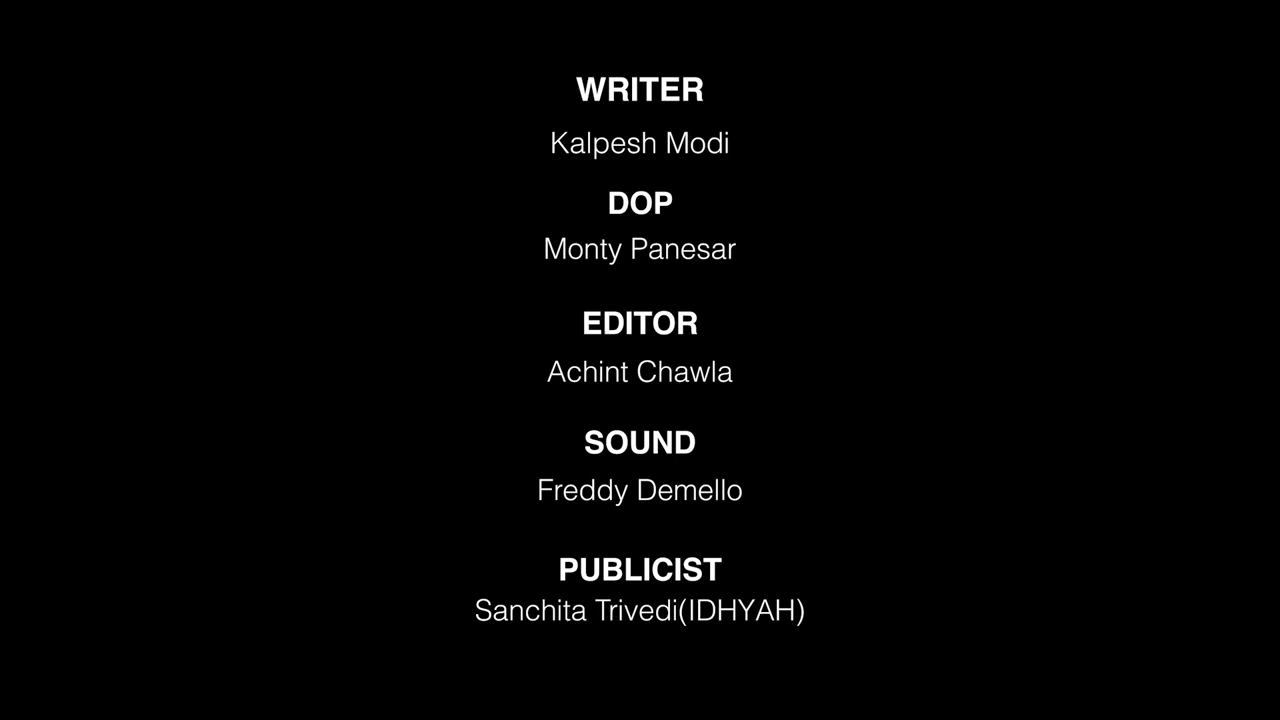 WRITER
Kalpesh Modi
DOP
Monty Panesar
EDITOR
Achint Chawla
SOUND
Freddy Demello
PUBLICIST
Sanchita Trivedi(IDHYAH)